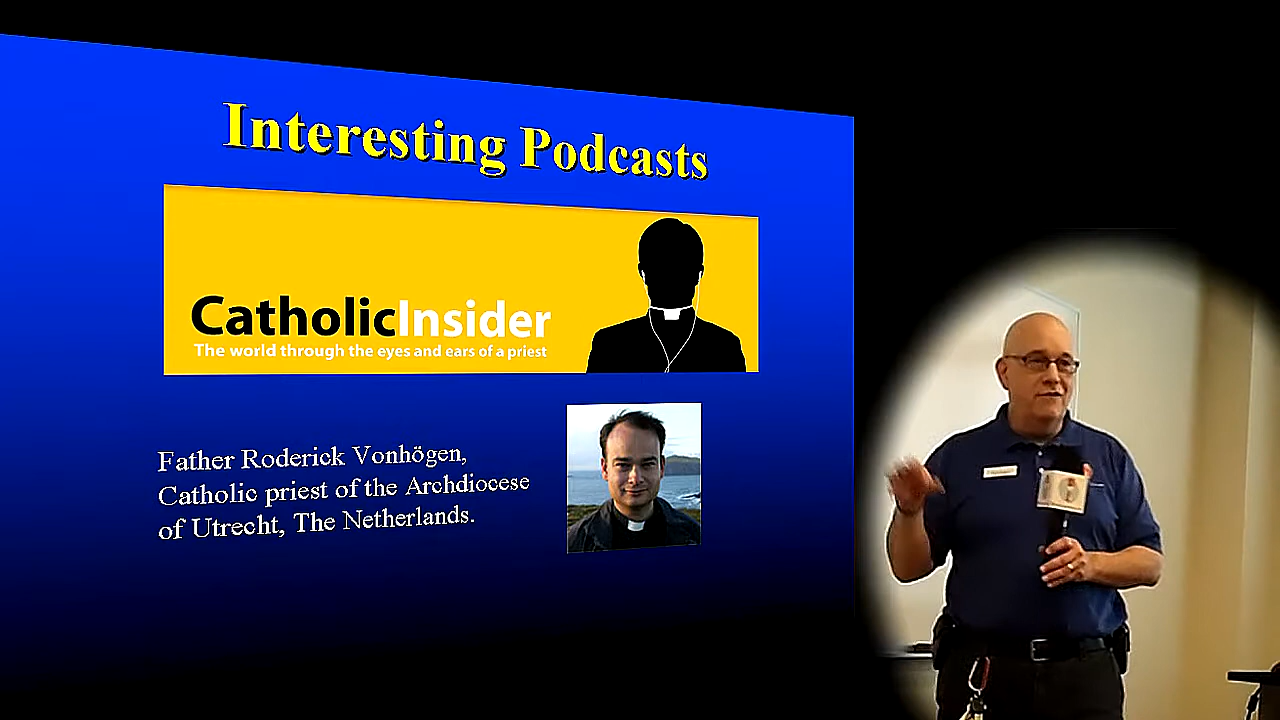 Interesting Podcasts
CatholicInsider
The world through the eyes and ears of a priest
Father Roderick Vonhögen,
Catholic priest of the Archdiocese
of Utrecht, The Netherlands.